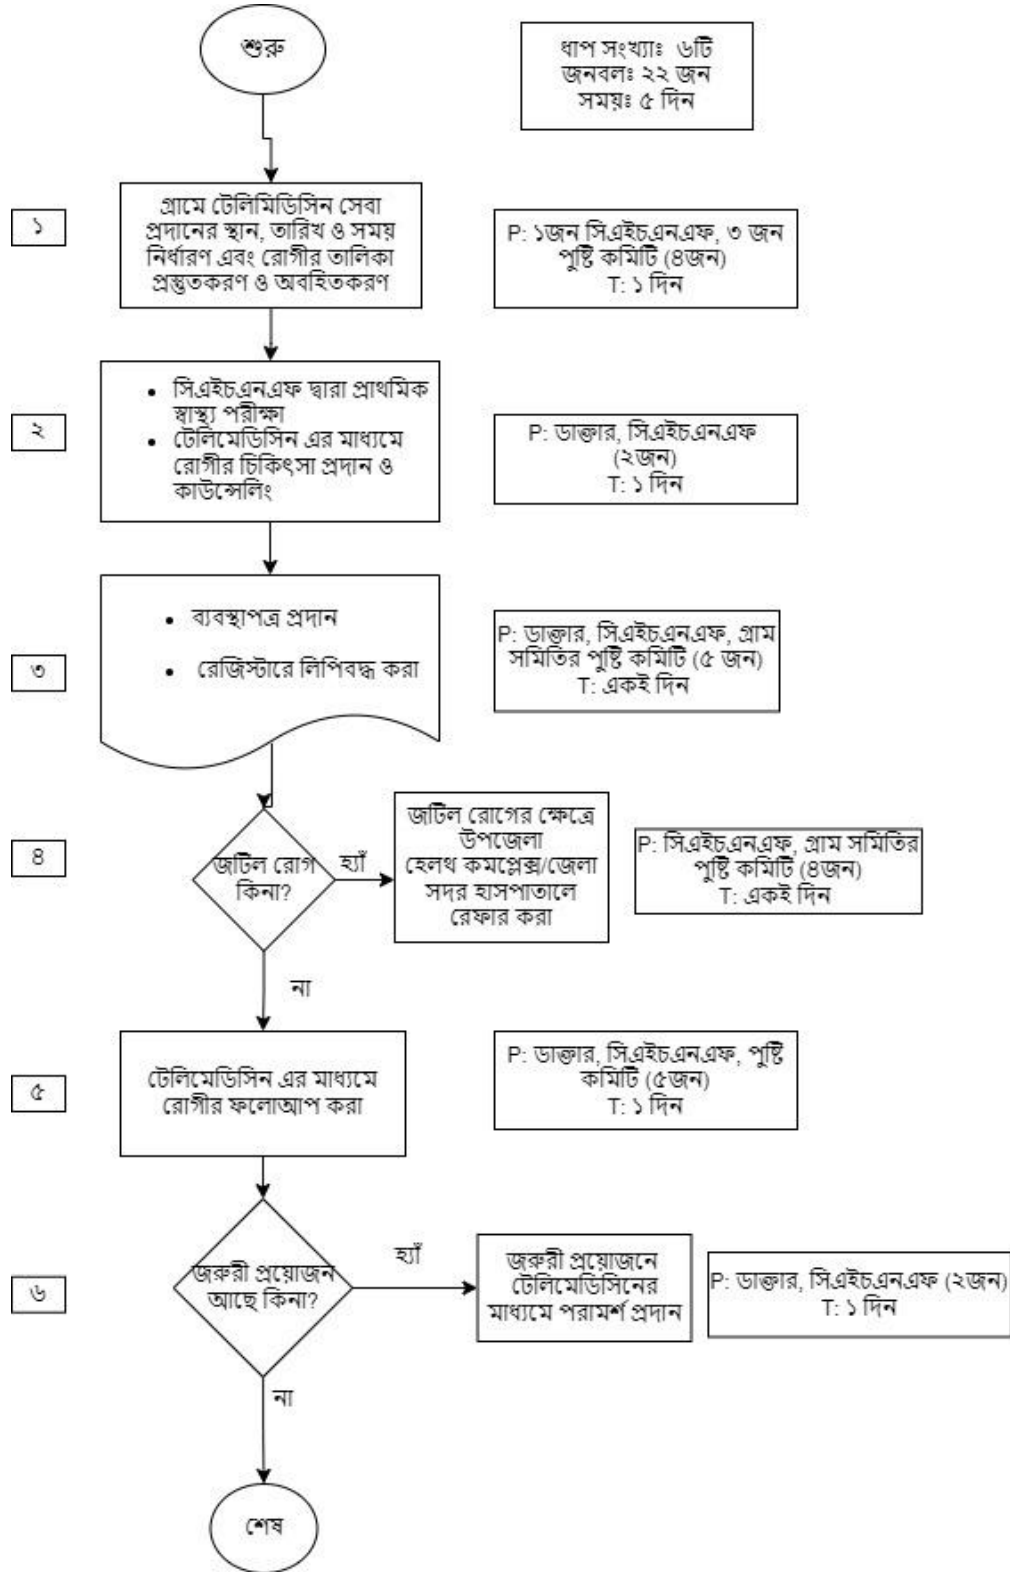 শুরু
ধাপ সংখ্যাঃ ৬টি
জনবলঃ ২২ জন
সময়ঃ ৫ দিন
১
গ্রামে টেলিমিডিসিন সেবা
প্রদানের স্থান, তারিখ ও সময়
নির্ধারণ এবং রোগীর তালিকা
প্রস্তুতকরণ ও অবহিতকরণ
P: ১জন সিএইচএনএফ, ৩ জন
পুষ্টি কমিটি (৪জন)
T: ১ দিন
২
• সিএইচএনএফ দ্বারা প্রাথমিক
স্বাস্থ্য পরীক্ষা
• টেলিমেডিসিন এর মাধ্যমে
রোগীর চিকিৎসা প্রদান ও
কাউন্সেলিং
P: ডাক্তার, সিএইচএনএফ
(২জন)
T: ১ দিন
৩
• ব্যবস্থাপত্র প্রদান
• রেজিস্টারে লিপিবদ্ধ করা
P: ডাক্তার, সিএইচএনএফ, গ্রাম
সমিতির পুষ্টি কমিটি (৫ জন)
T: একই দিন
৪
জটিল রোগ
কিনা?
হ্যাঁ
জটিল রোগের ক্ষেত্রে
উপজেলা
হেলথ কমপ্লেক্স/জেলা
সদর হাসপাতালে
রেফার করা
P: সিএইচএনএফ, গ্রাম সমিতির
পুষ্টি কমিটি (৪জন)
T: একই দিন
না
৫
টেলিমেডিসিন এর মাধ্যমে
রোগীর ফলোআপ করা
P: ডাক্তার, সিএইচএনএফ, পুষ্টি
কমিটি (৫জন)
T: ১ দিন
৬
জরুরী প্রয়োজন
আছে কিনা?
হ্যাঁ
জরুরী প্রয়োজনে
টেলিমেডিসিনের
মাধ্যমে পরামর্শ প্রদান
P: ডাক্তার, সিএইচএনএফ (২জন)
T: ১ দিন
না
শেষ